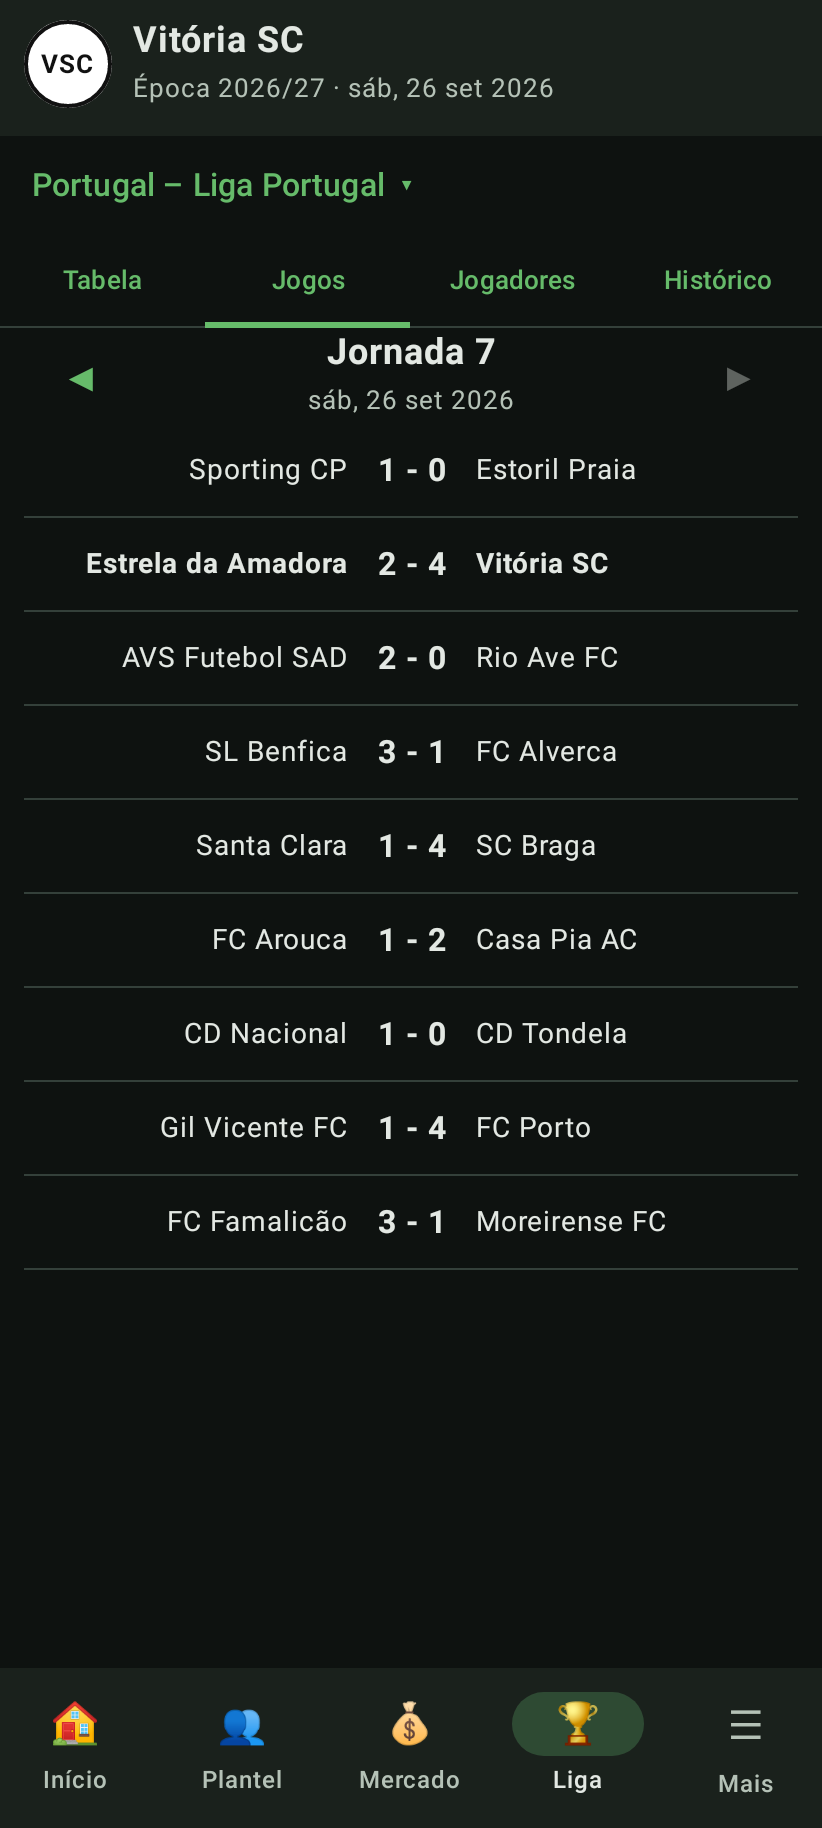 VSC
Vitória SC
Época 2026/27 · sáb, 26 set 2026
Portugal – Liga Portugal ▼
Tabela Jogos Jogadores Histórico
Jornada 7
◀ ▶
sáb, 26 set 2026
Sporting CP 1 - 0 Estoril Praia
Estrela da Amadora 2 - 4 Vitória SC
AVS Futebol SAD 2 - 0 Rio Ave FC
SL Benfica 3 - 1 FC Alverca
Santa Clara 1 - 4 SC Braga
FC Arouca 1 - 2 Casa Pia AC
CD Nacional 1 - 0 CD Tondela
Gil Vicente FC 1 - 4 FC Porto
FC Famalicão 3 - 1 Moreirense FC
Início Plantel Mercado Liga Mais